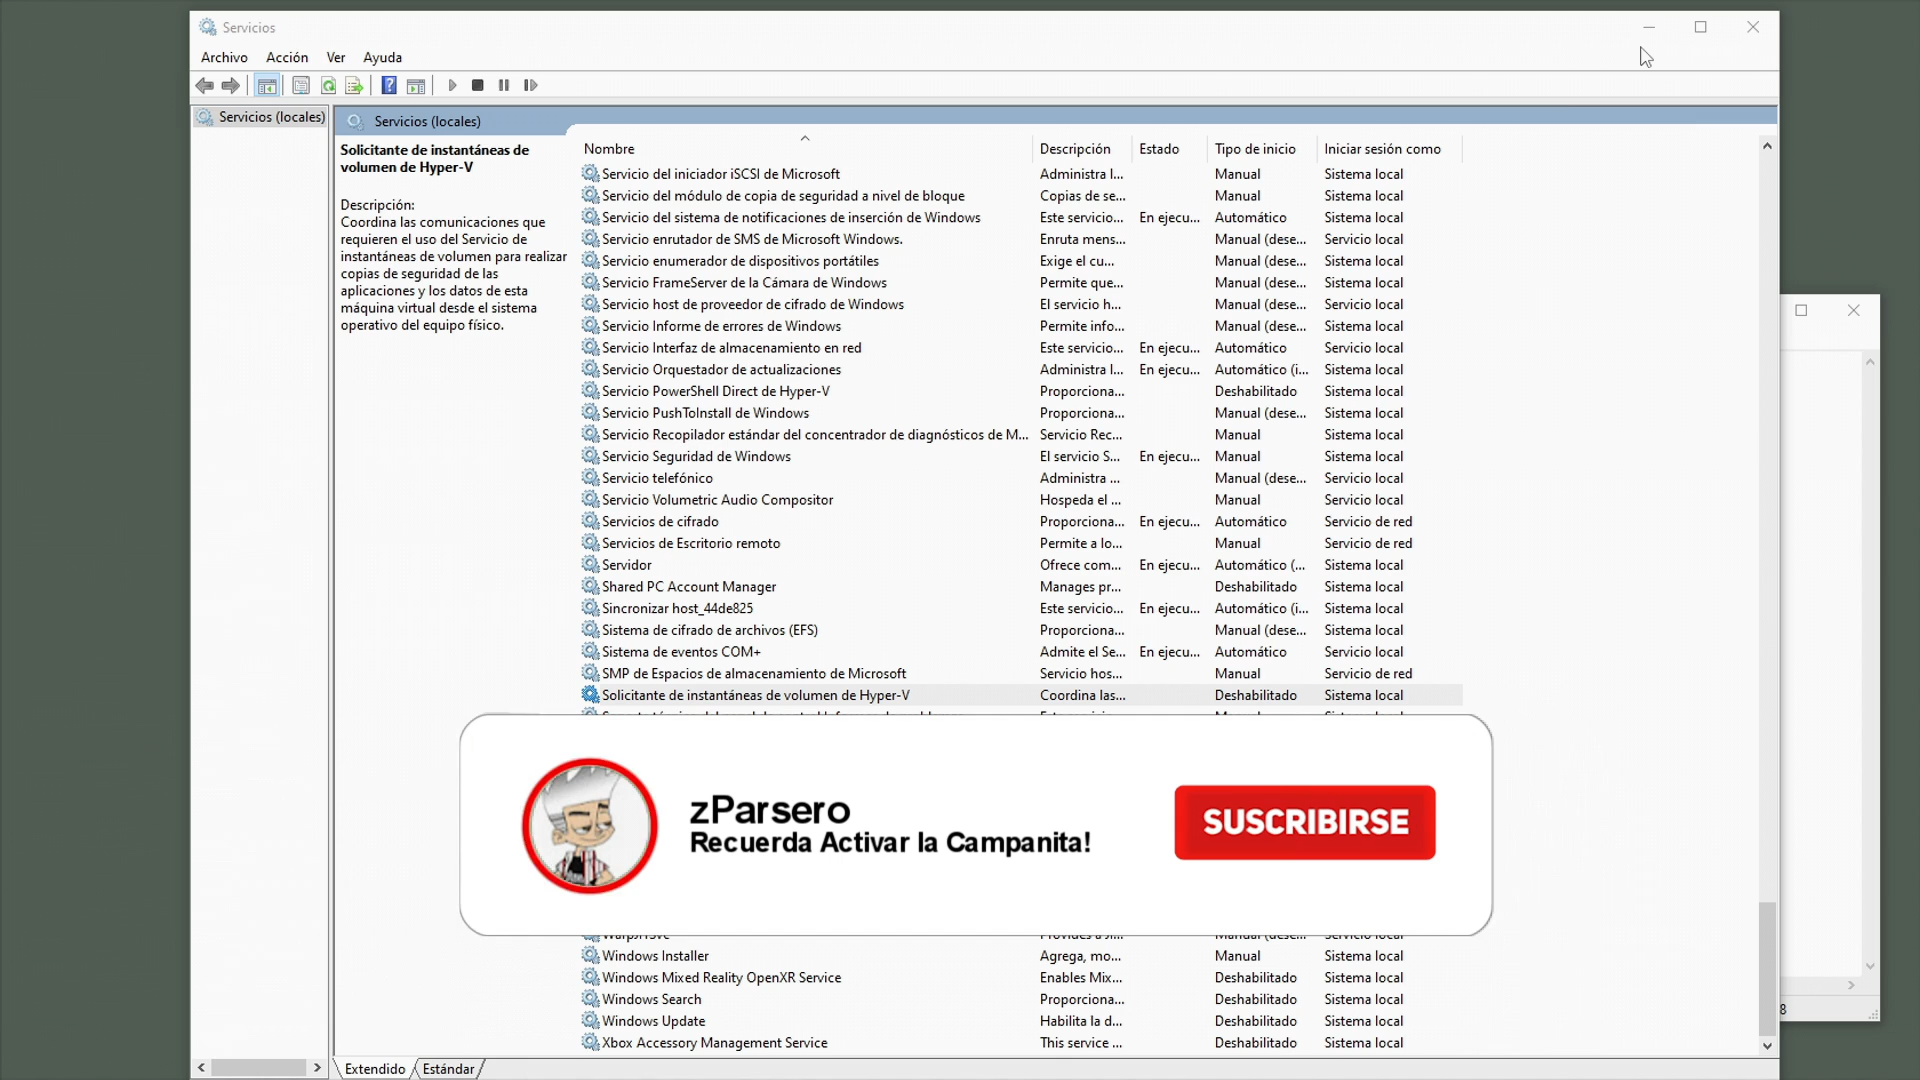 Servicios
Archivo Acción Ver Ayuda
Servicios (locales)
Servicios (locales)
Solicitante de instantáneas de
volumen de Hyper-V
Descripción:
Coordina las comunicaciones que
requieren el uso del Servicio de
instantáneas de volumen para realizar
copias de seguridad de las
aplicaciones y los datos de esta
máquina virtual desde el sistema
operativo del equipo físico.
Nombre Descripción Estado Tipo de inicio Iniciar sesión como
Servicio del iniciador iSCSI de Microsoft Administra l... Manual Sistema local
Servicio del módulo de copia de seguridad a nivel de bloque Copias de se... Manual Sistema local
Servicio del sistema de notificaciones de inserción de Windows Este servicio... En ejecu... Automático Sistema local
Servicio enrutador de SMS de Microsoft Windows. Enruta mens... Manual (dese... Servicio local
Servicio enumerador de dispositivos portátiles Exige el cu... Manual (dese... Sistema local
Servicio FrameServer de la Cámara de Windows Permite que... Manual (dese... Sistema local
Servicio host de proveedor de cifrado de Windows El servicio h... Manual (dese... Servicio local
Servicio Informe de errores de Windows Permite info... Manual (dese... Sistema local
Servicio Interfaz de almacenamiento en red Este servicio... En ejecu... Automático Servicio local
Servicio Orquestador de actualizaciones Administra l... En ejecu... Automático (i... Sistema local
Servicio PowerShell Direct de Hyper-V Proporciona... Deshabilitado Sistema local
Servicio PushToInstall de Windows Proporciona... Manual (dese... Sistema local
Servicio Recopilador estándar del concentrador de diagnósticos de M... Servicio Rec... Manual Sistema local
Servicio Seguridad de Windows El servicio S... En ejecu... Manual Sistema local
Servicio telefónico Administra ... Manual (dese... Servicio local
Servicio Volumetric Audio Compositor Hospeda el ... Manual Servicio local
Servicios de cifrado Proporciona... En ejecu... Automático Servicio de red
Servicios de Escritorio remoto Permite a lo... Manual Servicio de red
Servidor Ofrece com... En ejecu... Automático (... Sistema local
Shared PC Account Manager Manages pr... Deshabilitado Sistema local
Sincronizar host_44de825 Este servicio... En ejecu... Automático (i... Sistema local
Sistema de cifrado de archivos (EFS) Proporciona... Manual (dese... Sistema local
Sistema de eventos COM+ Admite el Se... En ejecu... Automático Servicio local
SMP de Espacios de almacenamiento de Microsoft Servicio hos... Manual Servicio de red
Solicitante de instantáneas de volumen de Hyper-V Coordina las... Deshabilitado Sistema local
zParsero
Recuerda Activar la Campanita!
SUSCRIBIRSE
Windows Installer Agrega, mo... Manual Sistema local
Windows Mixed Reality OpenXR Service Enables Mix... Deshabilitado Sistema local
Windows Search Proporciona... Deshabilitado Sistema local
Windows Update Habilita la d... Deshabilitado Sistema local
Xbox Accessory Management Service This service ... Deshabilitado Sistema local
Extendido Estándar
8